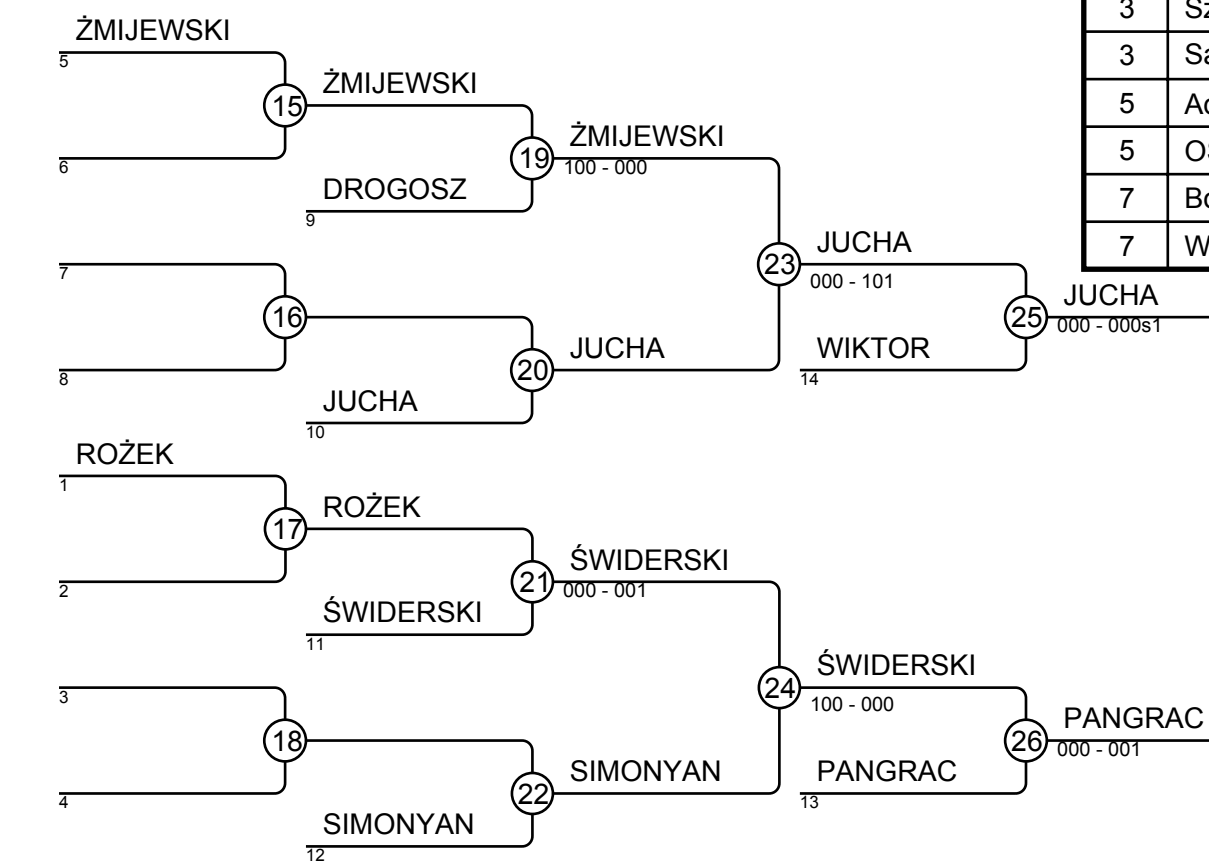 ŻMIJEWSKI
5
15
ŻMIJEWSKI
6
19
ŻMIJEWSKI
100 - 000
DROGOSZ
9
7
23
JUCHA
000 - 101
16
25
JUCHA
000 - 000s1
8
20
JUCHA
WIKTOR
14
JUCHA
10
ROŻEK
1
17
ROŻEK
2
21
ŚWIDERSKI
000 - 001
ŚWIDERSKI
11
3
24
ŚWIDERSKI
100 - 000
18
26
PANGRAC
000 - 001
4
22
SIMONYAN
PANGRAC
13
SIMONYAN
12
3 Sz
3 Sa
5
5
7
7 W